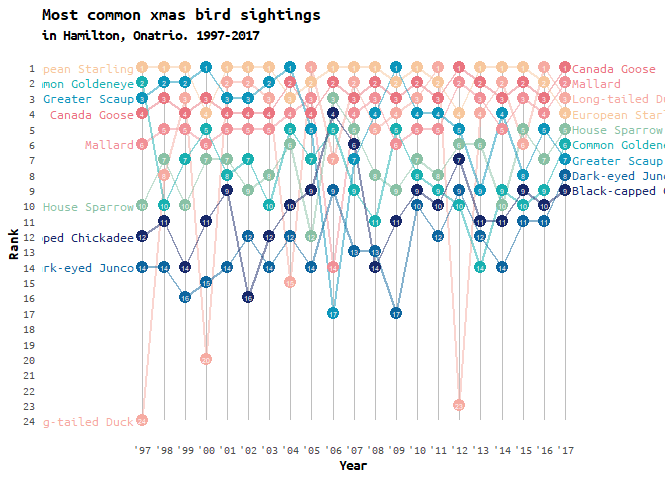 Most common xmas bird sightings
in Hamilton, Onatrio. 1997-2017
Rank
1
2
3
4
5
6
7
8
9
10
11
12
13
14
15
16
17
18
19
20
21
22
23
24
pean Starling
mon Goldeneye
Greater Scaup
Canada Goose
Mallard
House Sparrow
ped Chickadee
rk-eyed Junco
g-tailed Duck
Canada Goose
Mallard
Long-tailed Du
European Starl
House Sparrow
Common Goldene
Greater Scaup
Dark-eyed Junc
Black-capped C
'97 '98 '99 '00 '01 '02 '03 '04 '05 '06 '07 '08 '09 '10 '11 '12 '13 '14 '15 '16 '17
Year